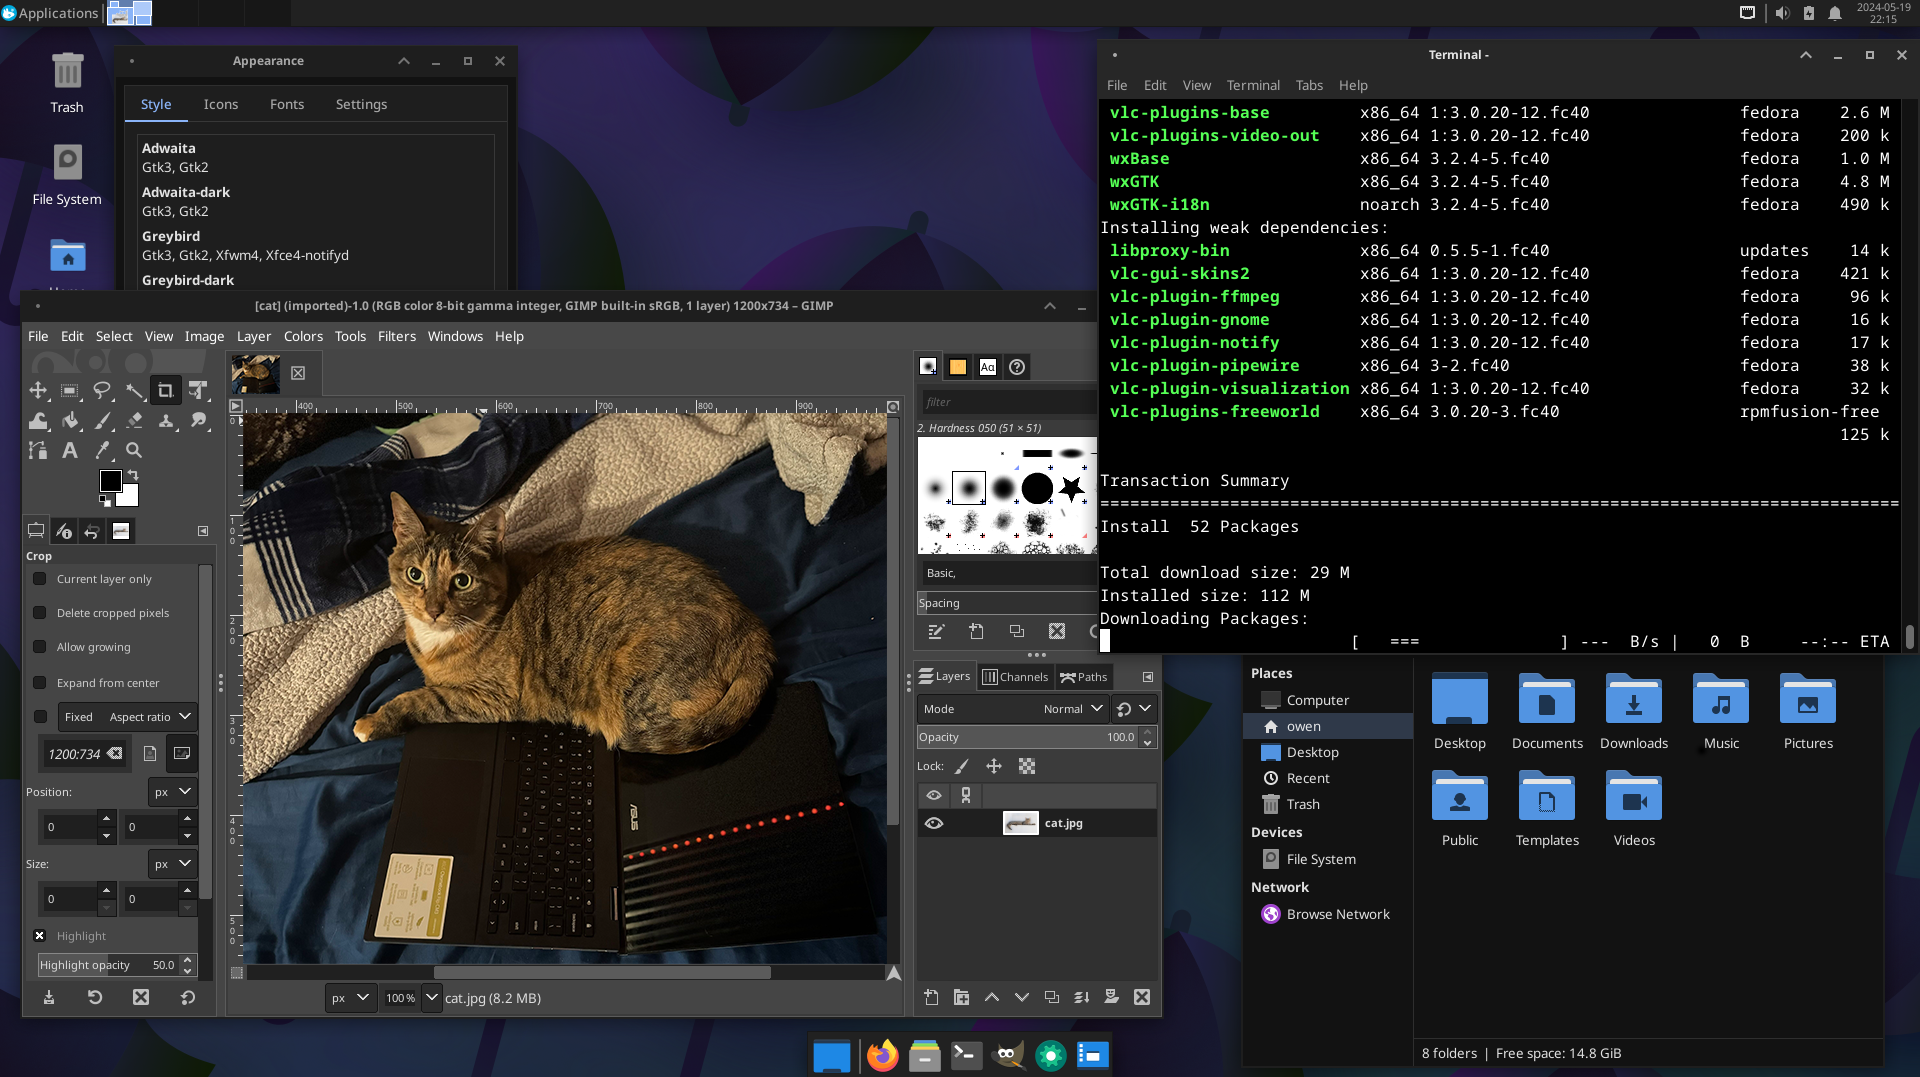 Applications
2024-05-19
22:15
Trash
File System
Appearance
Style Icons Fonts Settings
Adwaita
Gtk3, Gtk2
Adwaita-dark
Gtk3, Gtk2
Greybird
Gtk3, Gtk2, Xfwm4, Xfce4-notifyd
Greybird-dark
Terminal -
File Edit View Terminal Tabs Help
vlc-plugins-base x86_64 1:3.0.20-12.fc40 fedora 2.6 M
vlc-plugins-video-out x86_64 1:3.0.20-12.fc40 fedora 200 k
wxBase x86_64 3.2.4-5.fc40 fedora 1.0 M
wxGTK x86_64 3.2.4-5.fc40 fedora 4.8 M
wxGTK-i18n noarch 3.2.4-5.fc40 fedora 490 k
Installing weak dependencies:
libproxy-bin x86_64 0.5.5-1.fc40 updates 14 k
vlc-gui-skins2 x86_64 1:3.0.20-12.fc40 fedora 421 k
vlc-plugin-ffmpeg x86_64 1:3.0.20-12.fc40 fedora 96 k
vlc-plugin-gnome x86_64 1:3.0.20-12.fc40 fedora 16 k
vlc-plugin-notify x86_64 1:3.0.20-12.fc40 fedora 17 k
vlc-plugin-pipewire x86_64 3-2.fc40 fedora 38 k
vlc-plugin-visualization x86_64 1:3.0.20-12.fc40 fedora 32 k
vlc-plugins-freeworld x86_64 3.0.20-3.fc40 rpmfusion-free
125 k
Transaction Summary
================================================================================
Install 52 Packages
Total download size: 29 M
Installed size: 112 M
Downloading Packages:
[ === ] --- B/s | 0 B --:-- ETA
[cat] (imported)-1.0 (RGB color 8-bit gamma integer, GIMP built-in sRGB, 1 layer) 1200x734 – GIMP
File Edit Select View Image Layer Colors Tools Filters Windows Help
400 500 600 700 800 900
0
100
200
300
400
500
Crop
Current layer only
Delete cropped pixels
Allow growing
Expand from center
Fixed Aspect ratio
1200:734
Position: px
0 0
Size: px
0 0
Highlight
Highlight opacity 50.0
ASUS
px 100 % cat.jpg (8.2 MB)
filter
2. Hardness 050 (51 × 51)
Basic,
Spacing
Layers Channels Paths
Mode Normal
Opacity 100.0
Lock:
cat.jpg
Places
Computer
owen
Desktop
Recent
Trash
Devices
File System
Network
Browse Network
Desktop Documents Downloads Music Pictures
Public Templates Videos
8 folders | Free space: 14.8 GiB